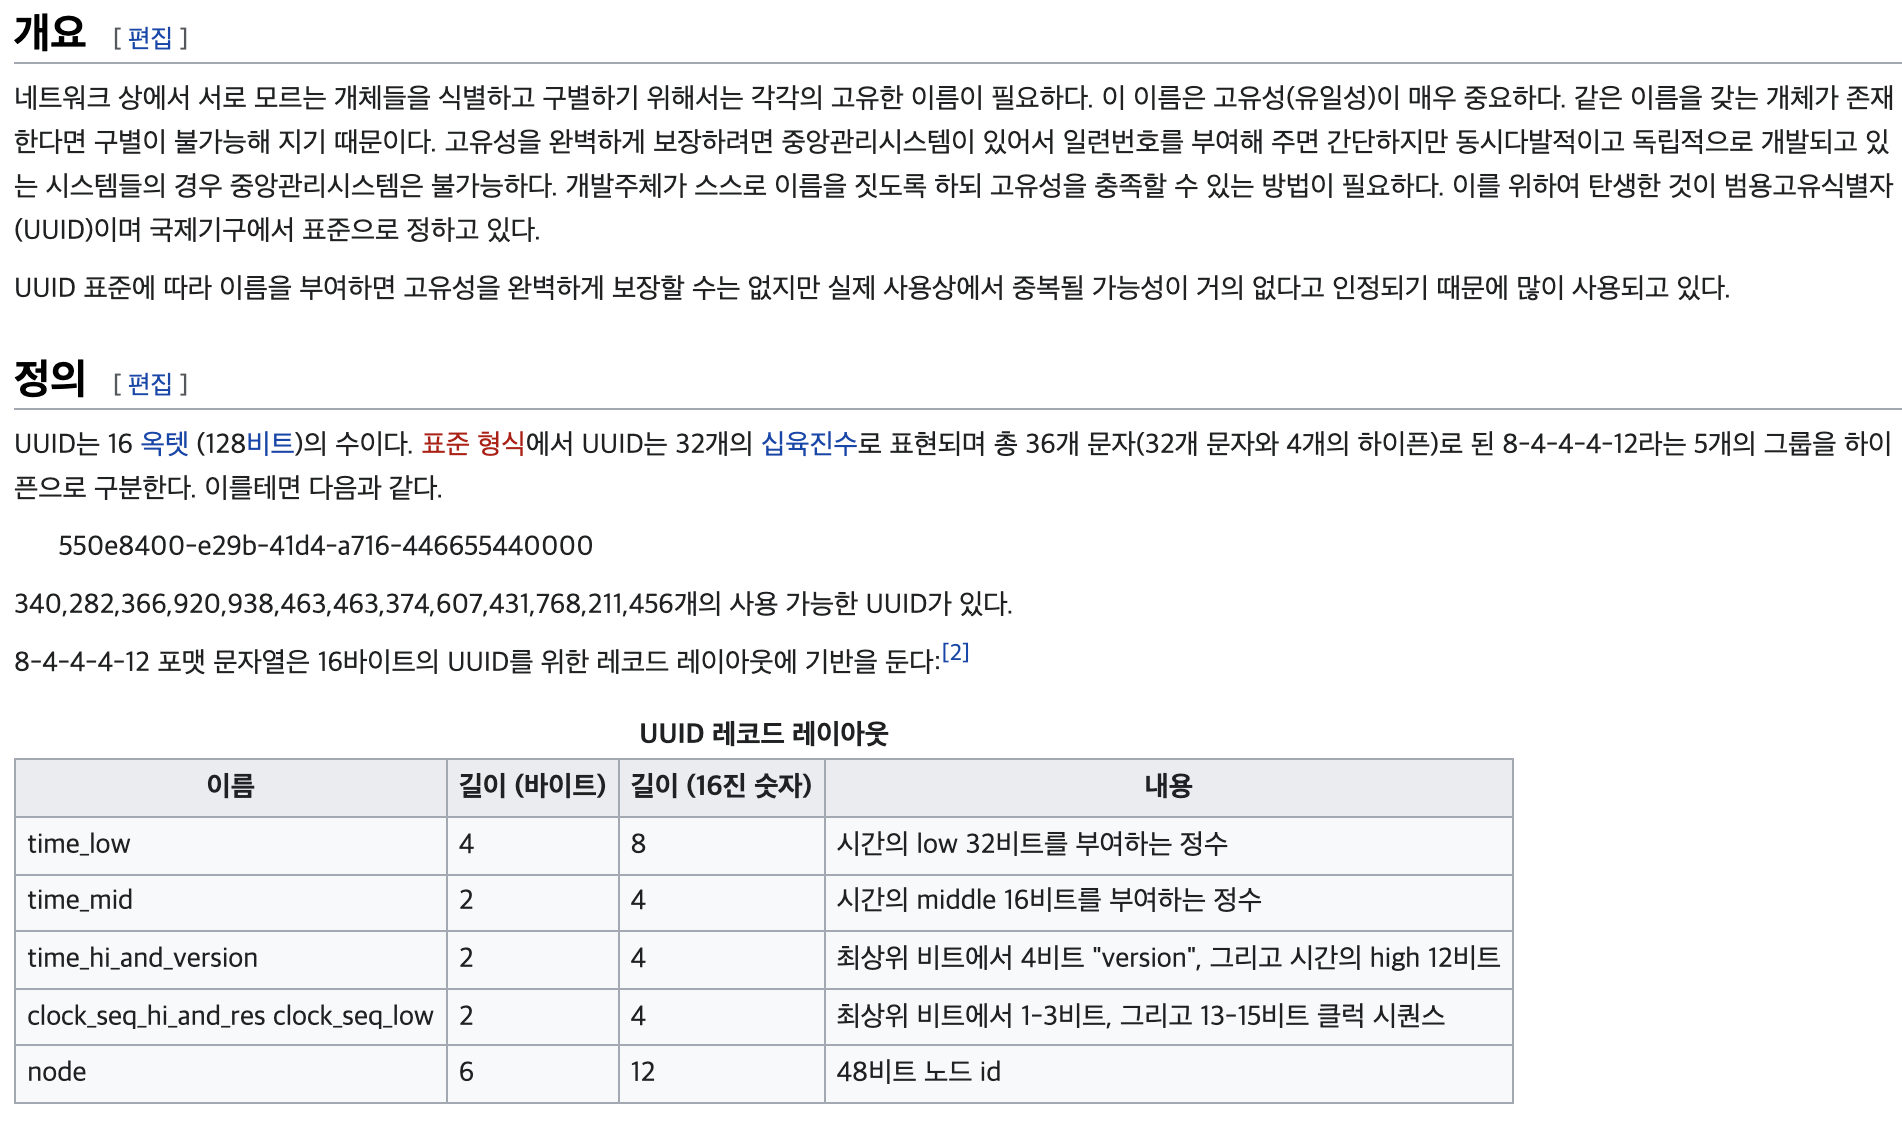 개요 [ 편집 ]
네트워크 상에서 서로 모르는 개체들을 식별하고 구별하기 위해서는 각각의 고유한 이름이 필요하다. 이 이름은 고유성(유일성)이 매우 중요하다. 같은 이름을 갖는 개체가 존재
한다면 구별이 불가능해 지기 때문이다. 고유성을 완벽하게 보장하려면 중앙관리시스템이 있어서 일련번호를 부여해 주면 간단하지만 동시다발적이고 독립적으로 개발되고 있
는 시스템들의 경우 중앙관리시스템은 불가능하다. 개발주체가 스스로 이름을 짓도록 하되 고유성을 충족할 수 있는 방법이 필요하다. 이를 위하여 탄생한 것이 범용고유식별자
(UUID)이며 국제기구에서 표준으로 정하고 있다.
UUID 표준에 따라 이름을 부여하면 고유성을 완벽하게 보장할 수는 없지만 실제 사용상에서 중복될 가능성이 거의 없다고 인정되기 때문에 많이 사용되고 있다.
정의 [ 편집 ]
UUID는 16 옥텟 (128비트)의 수이다. 표준 형식에서 UUID는 32개의 십육진수로 표현되며 총 36개 문자(32개 문자와 4개의 하이픈)로 된 8-4-4-4-12라는 5개의 그룹을 하이
픈으로 구분한다. 이를테면 다음과 같다.
550e8400-e29b-41d4-a716-446655440000
340,282,366,920,938,463,463,374,607,431,768,211,456개의 사용 가능한 UUID가 있다.
8-4-4-4-12 포맷 문자열은 16바이트의 UUID를 위한 레코드 레이아웃에 기반을 둔다:[2]
UUID 레코드 레이아웃
이름 길이 (바이트) 길이 (16진 숫자) 내용
time_low 4 8 시간의 low 32비트를 부여하는 정수
time_mid 2 4 시간의 middle 16비트를 부여하는 정수
time_hi_and_version 2 4 최상위 비트에서 4비트 "version", 그리고 시간의 high 12비트
clock_seq_hi_and_res clock_seq_low 2 4 최상위 비트에서 1-3비트, 그리고 13-15비트 클럭 시퀀스
node 6 12 48비트 노드 id